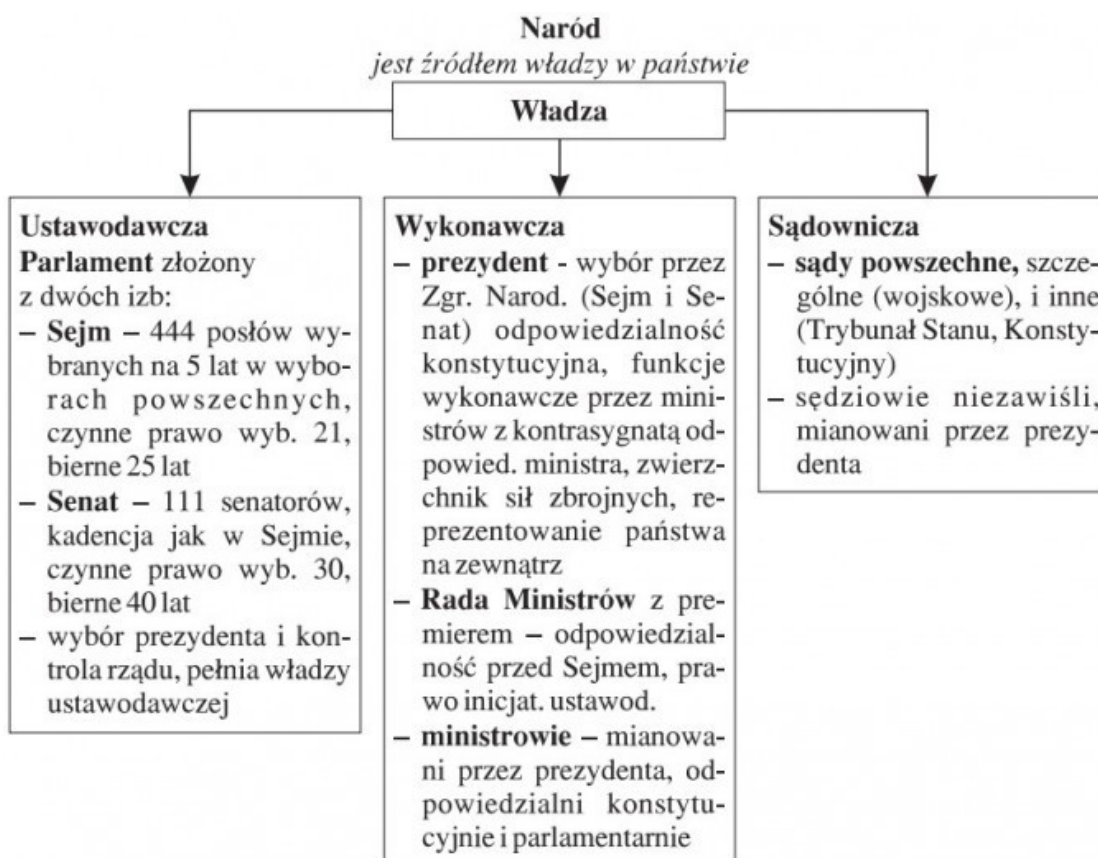 Naród
jest źródłem władzy w państwie
Władza
Ustawodawcza
Parlament złożony
z dwóch izb:
– Sejm – 444 posłów wy-
branych na 5 lat w wybo-
rach powszechnych,
czynne prawo wyb. 21,
bierne 25 lat
– Senat – 111 senatorów,
kadencja jak w Sejmie,
czynne prawo wyb. 30,
bierne 40 lat
– wybór prezydenta i kon-
trola rządu, pełnia władzy
ustawodawczej
Wykonawcza
– prezydent - wybór przez
Zgr. Narod. (Sejm i Se-
nat) odpowiedzialność
konstytucyjna, funkcje
wykonawcze przez mini-
strów z kontrasygnatą od-
powied. ministra, zwierz-
chnik sił zbrojnych, re-
prezentowanie państwa
na zewnątrz
– Rada Ministrów z pre-
mierem – odpowiedzial-
ność przed Sejmem, pra-
wo inicjat. ustawod.
– ministrowie – mianowa-
ni przez prezydenta, od-
powiedzialni konstytu-
cyjnie i parlamentarnie
Sądownicza
– sądy powszechne, szcze-
gólne (wojskowe), i inne
(Trybunał Stanu, Konsty-
tucyjny)
– sędziowie niezawiśli,
mianowani przez prezy-
denta